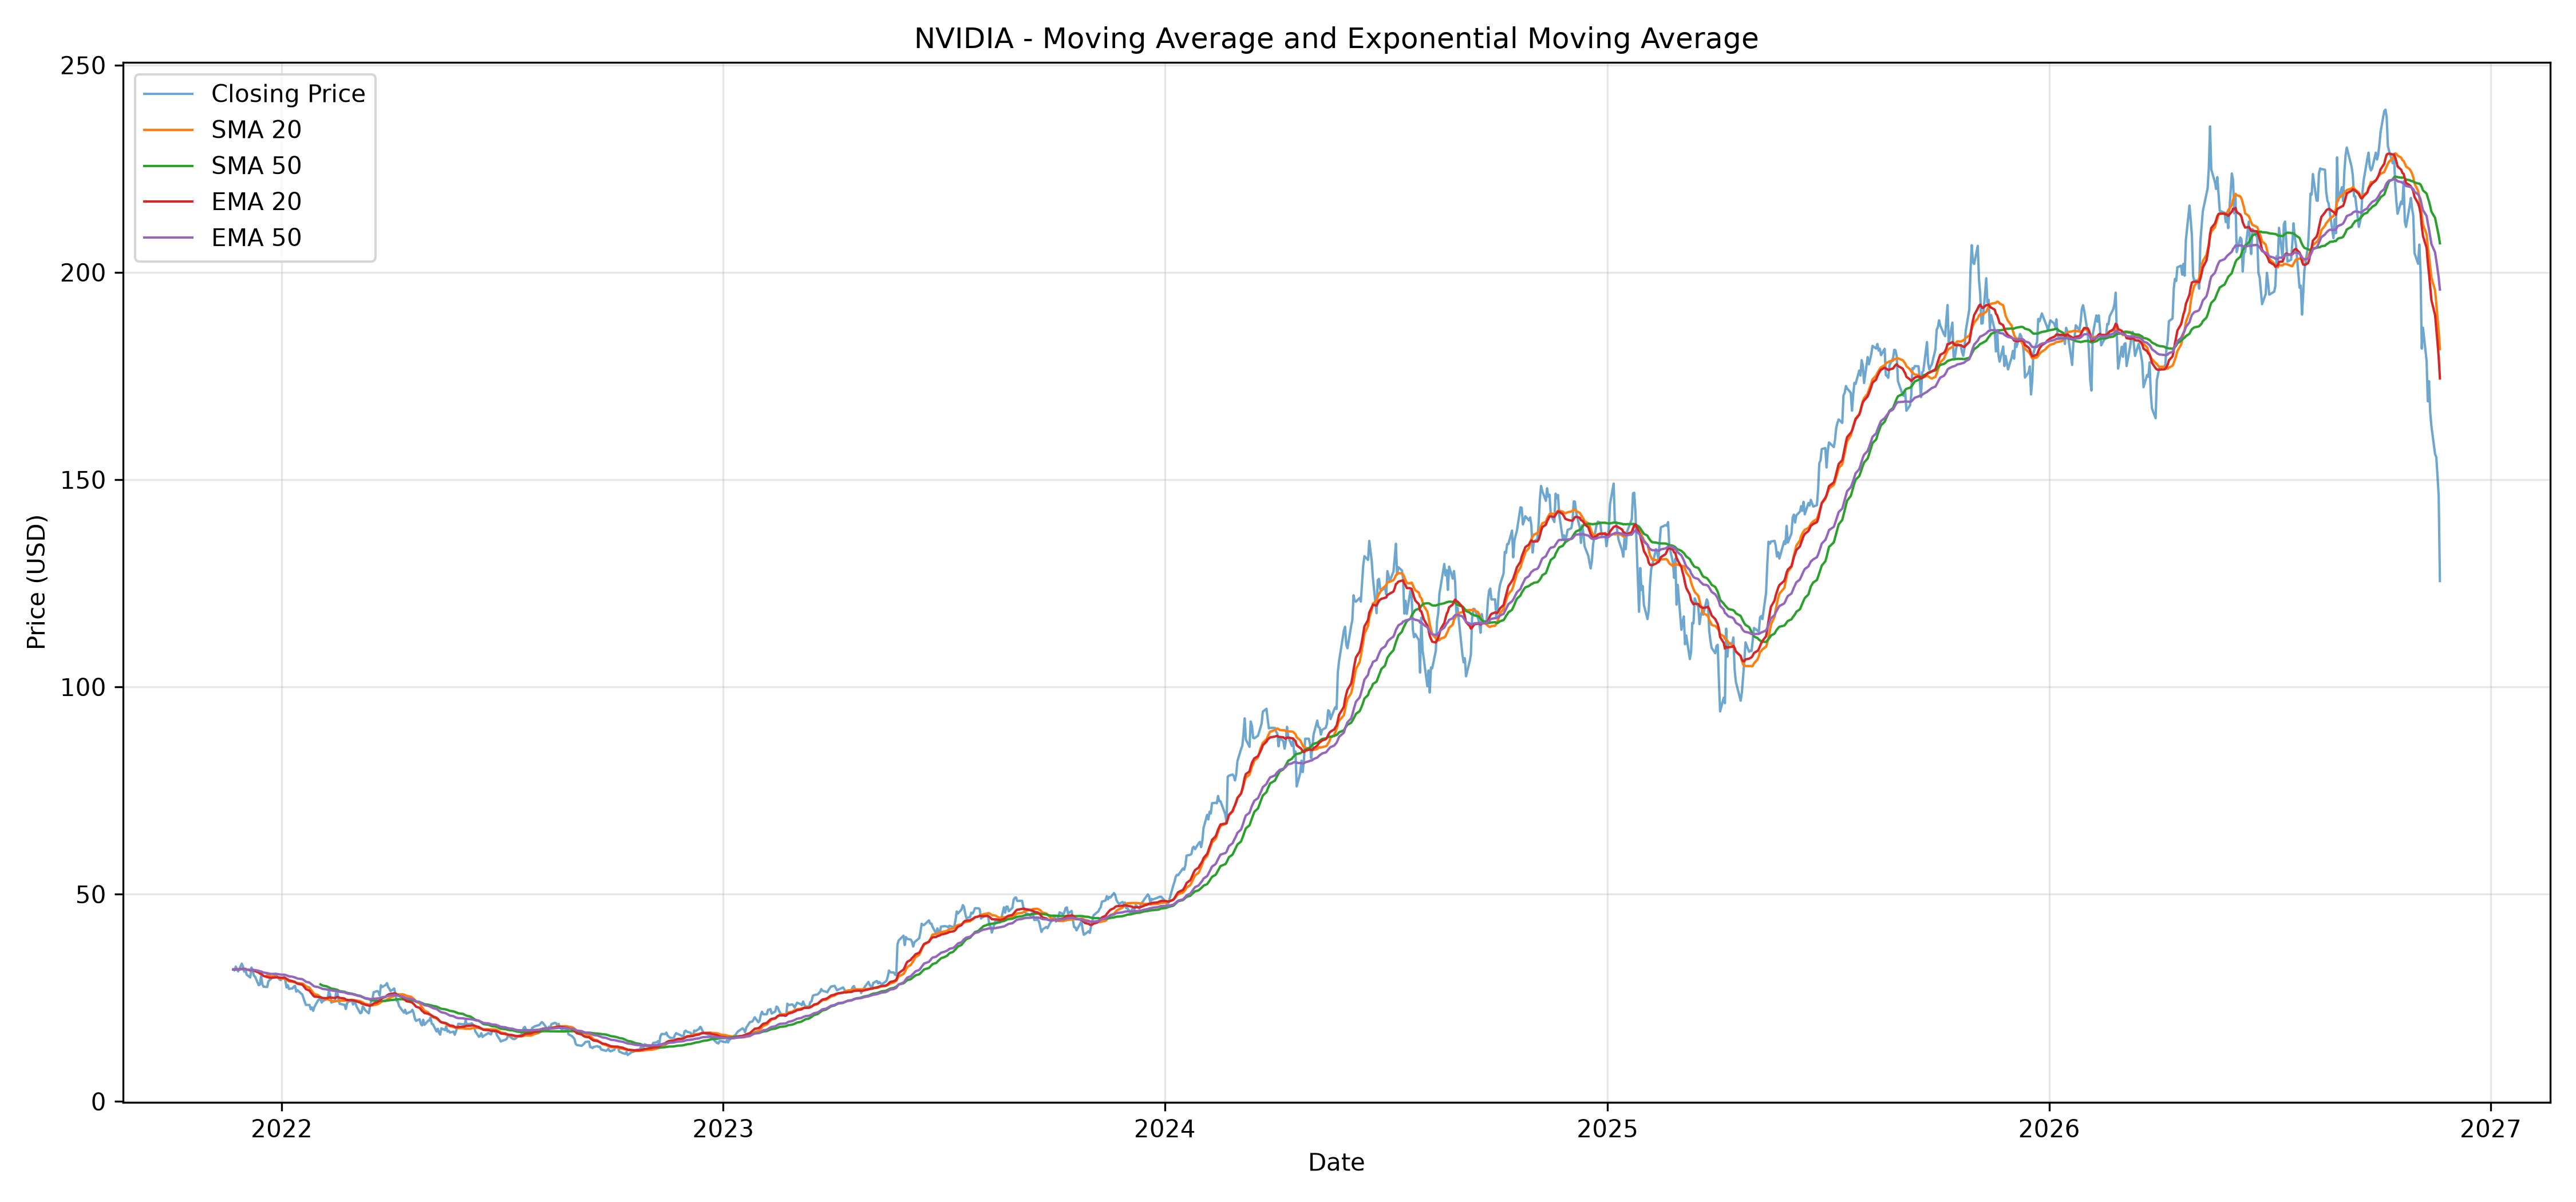 NVIDIA - Moving Average and Exponential Moving Average
250
200
150
100
50
0
Price (USD)
Closing Price
SMA 20
SMA 50
EMA 20
EMA 50
2022 2023 2024 2025 2026 2027
Date